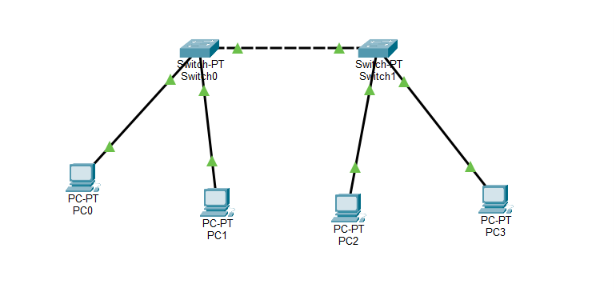 Switch-PT
Switch0
Switch-PT
Switch1
PC-PT
PC0
PC-PT
PC1
PC-PT
PC2
PC-PT
PC3